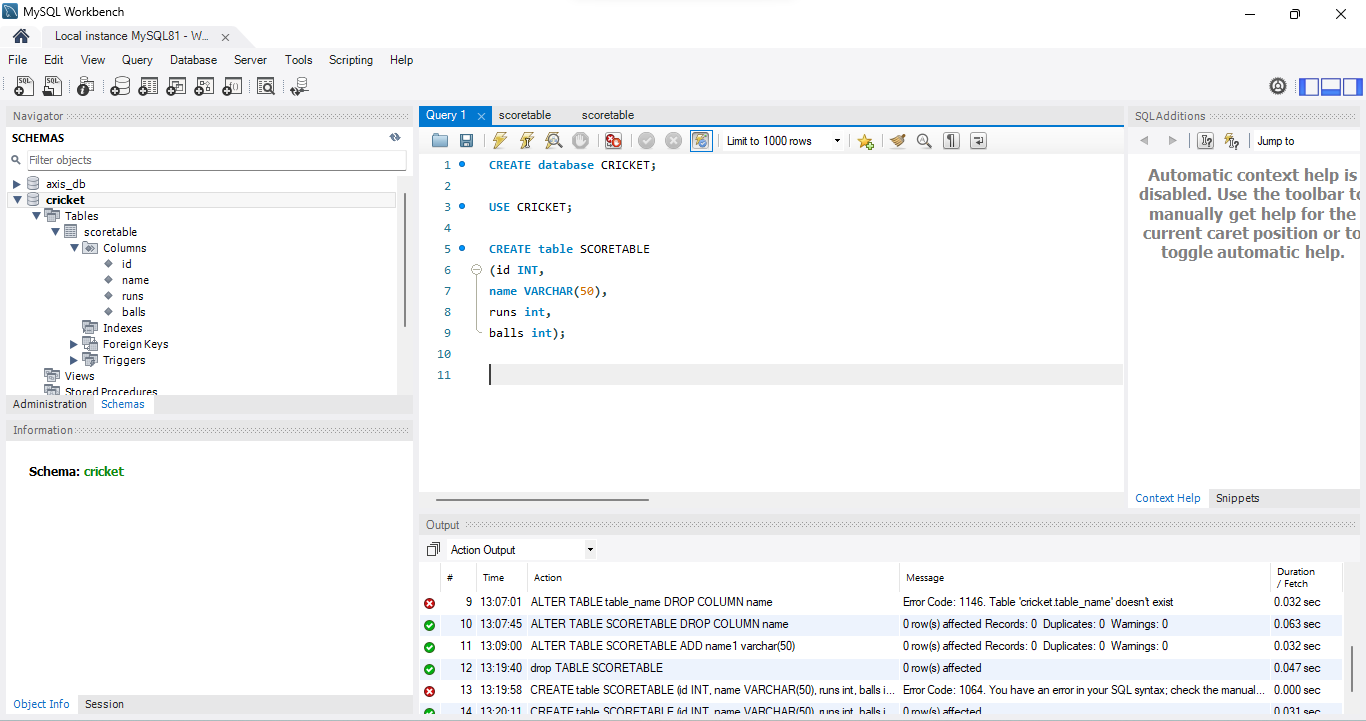 MySQL Workbench
Local instance MySQL81 - W...
File Edit View Query Database Server Tools Scripting Help
Navigator
SCHEMAS
Filter objects
axis_db
cricket
Tables
scoretable
Columns
id
name
runs
balls
Indexes
Foreign Keys
Triggers
Views
Stored Procedures
Administration Schemas
Information
Schema: cricket
Object Info Session
Query 1 scoretable scoretable
Limit to 1000 rows
1 CREATE database CRICKET;
2
3 USE CRICKET;
4
5 CREATE table SCORETABLE
6 (id INT,
7 name VARCHAR(50),
8 runs int,
9 balls int);
10
11
SQLAdditions
Jump to
Automatic context help is
disabled. Use the toolbar to
manually get help for the
current caret position or to
toggle automatic help.
Context Help Snippets
Output
Action Output
# Time Action Message Duration / Fetch
9 13:07:01 ALTER TABLE table_name DROP COLUMN name Error Code: 1146. Table 'cricket.table_name' doesn't exist 0.032 sec
10 13:07:45 ALTER TABLE SCORETABLE DROP COLUMN name 0 row(s) affected Records: 0 Duplicates: 0 Warnings: 0 0.063 sec
11 13:09:00 ALTER TABLE SCORETABLE ADD name1 varchar(50) 0 row(s) affected Records: 0 Duplicates: 0 Warnings: 0 0.032 sec
12 13:19:40 drop TABLE SCORETABLE 0 row(s) affected 0.047 sec
13 13:19:58 CREATE table SCORETABLE (id INT, name VARCHAR(50), runs int, balls i... Error Code: 1064. You have an error in your SQL syntax; check the manual... 0.000 sec
14 13:20:11 CREATE table SCORETABLE (id INT, name VARCHAR(50), runs int, balls i... 0 row(s) affected 0.031 sec